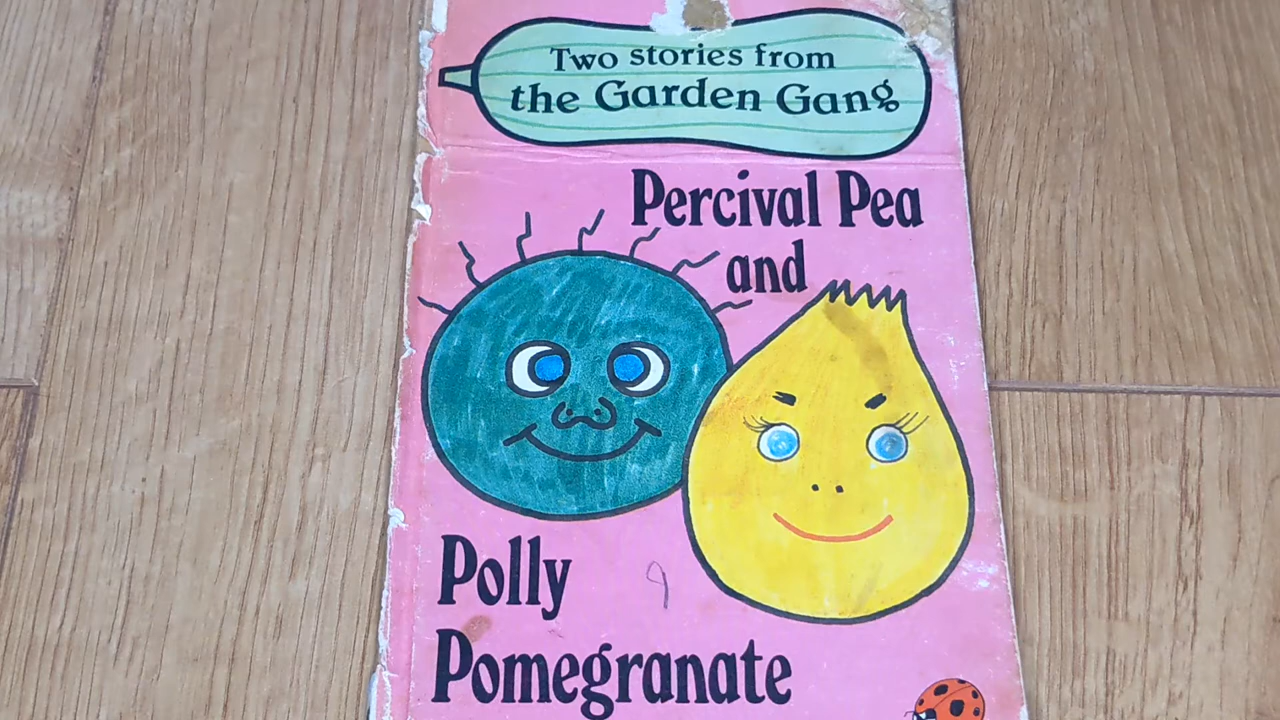 Two stories from
the Garden Gang
Percival Pea
and
Polly
Pomegranate